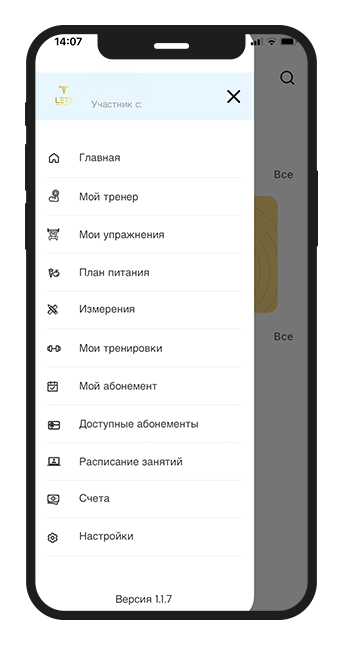 14:07
LETS
Участник с:
Все
Главная
Мой тренер
Мои упражнения
План питания
Измерения
Все
Мои тренировки
Мой абонемент
Доступные абонементы
Расписание занятий
Счета
Настройки
Версия 1.1.7